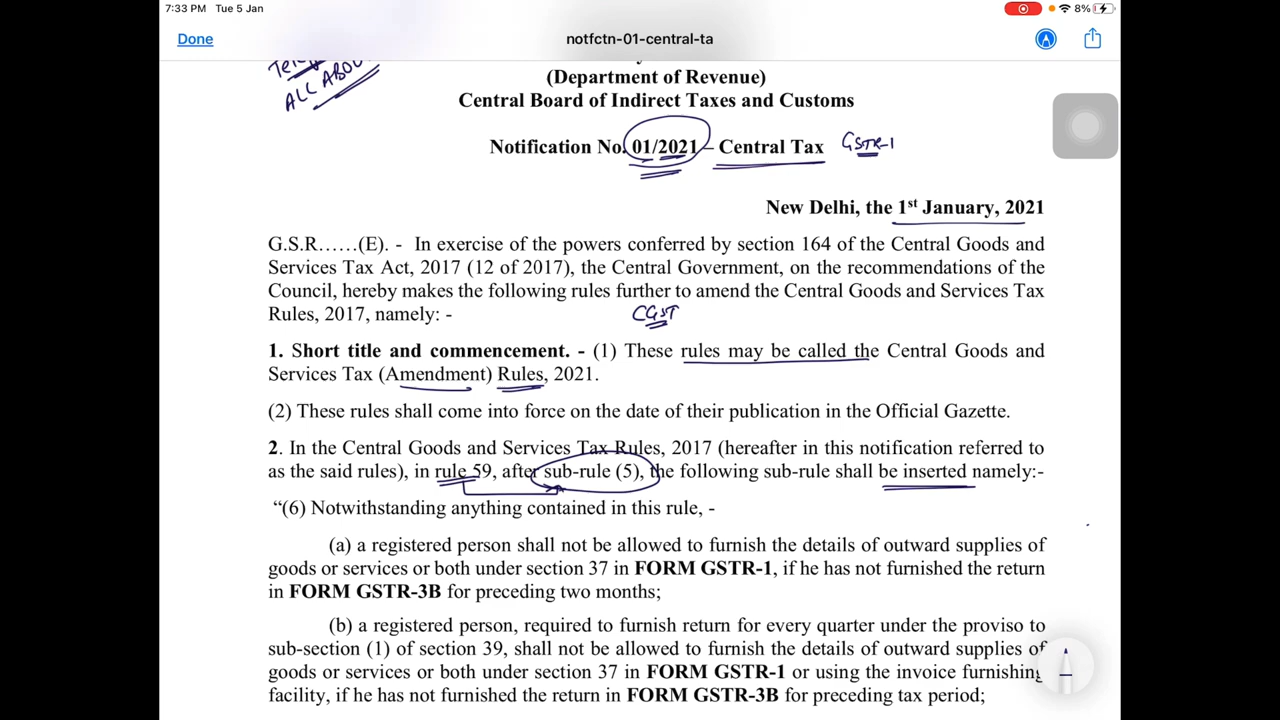 7:33 PM Tue 5 Jan
8%
Done
notfctn-01-central-ta
ALL ABOU
(Department of Revenue)
Central Board of Indirect Taxes and Customs
Notification No. 01/2021 – Central Tax GSTR-1
New Delhi, the 1st January, 2021
G.S.R……(E). - In exercise of the powers conferred by section 164 of the Central Goods and
Services Tax Act, 2017 (12 of 2017), the Central Government, on the recommendations of the
Council, hereby makes the following rules further to amend the Central Goods and Services Tax
Rules, 2017, namely: -
CGST
1. Short title and commencement. - (1) These rules may be called the Central Goods and
Services Tax (Amendment) Rules, 2021.
(2) These rules shall come into force on the date of their publication in the Official Gazette.
2. In the Central Goods and Services Tax Rules, 2017 (hereafter in this notification referred to
as the said rules), in rule 59, after sub-rule (5), the following sub-rule shall be inserted namely:-
“(6) Notwithstanding anything contained in this rule, -
(a) a registered person shall not be allowed to furnish the details of outward supplies of
goods or services or both under section 37 in FORM GSTR-1, if he has not furnished the return
in FORM GSTR-3B for preceding two months;
(b) a registered person, required to furnish return for every quarter under the proviso to
sub-section (1) of section 39, shall not be allowed to furnish the details of outward supplies of
goods or services or both under section 37 in FORM GSTR-1 or using the invoice furnishing
facility, if he has not furnished the return in FORM GSTR-3B for preceding tax period;